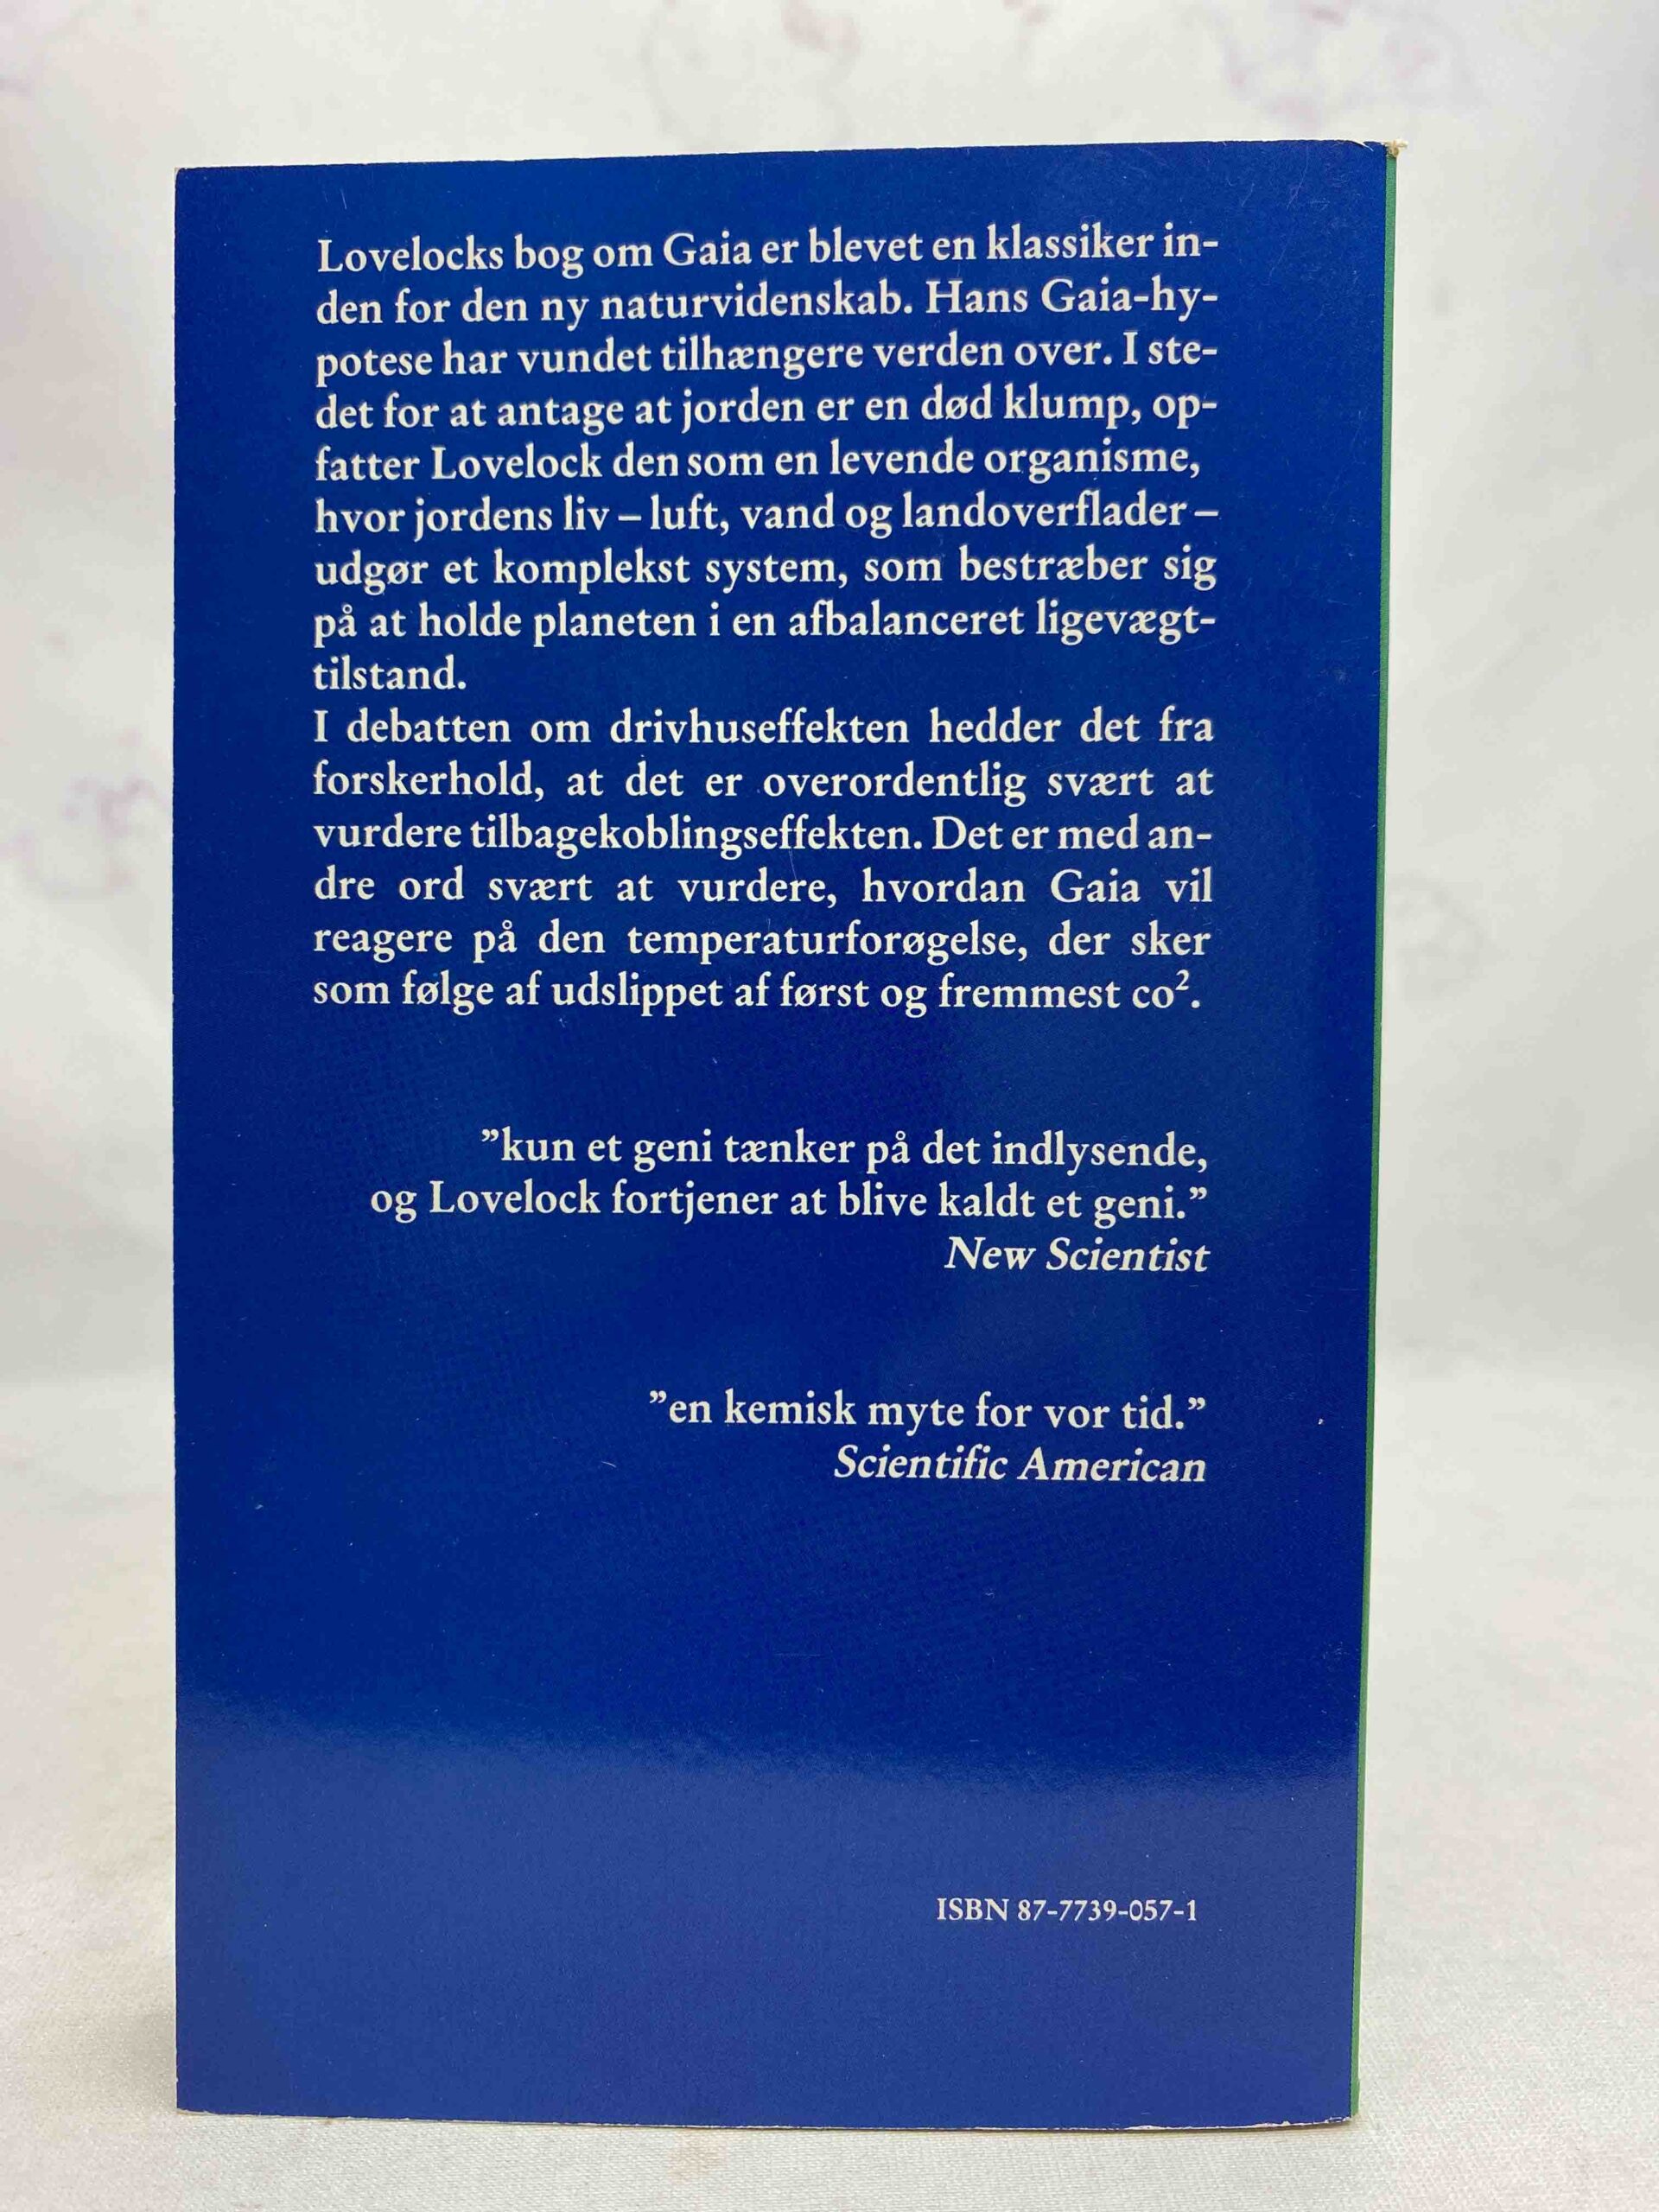 Lovelocks bog om Gaia er blevet en klassiker in-
den for den ny naturvidenskab. Hans Gaia-hy-
potese har vundet tilhængere verden over. I ste-
det for at antage at jorden er en død klump, op-
fatter Lovelock den som en levende organisme,
hvor jordens liv – luft, vand og landoverflader –
udgør et komplekst system, som bestræber sig
på at holde planeten i en afbalanceret ligevægt-
tilstand.
I debatten om drivhuseffekten hedder det fra
forskerhold, at det er overordentlig svært at
vurdere tilbagekoblingseffekten. Det er med an-
dre ord svært at vurdere, hvordan Gaia vil
reagere på den temperaturforøgelse, der sker
som følge af udslippet af først og fremmest co².
”kun et geni tænker på det indlysende,
og Lovelock fortjener at blive kaldt et geni.”
New Scientist
”en kemisk myte for vor tid.”
Scientific American
ISBN 87-7739-057-1